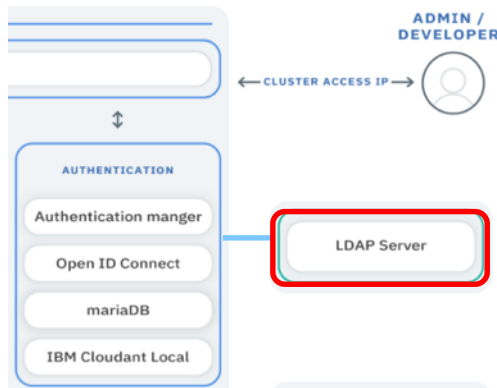 ADMIN /
DEVELOPER
CLUSTER ACCESS IP
AUTHENTICATION
Authentication manger
Open ID Connect
mariaDB
IBM Cloudant Local
LDAP Server